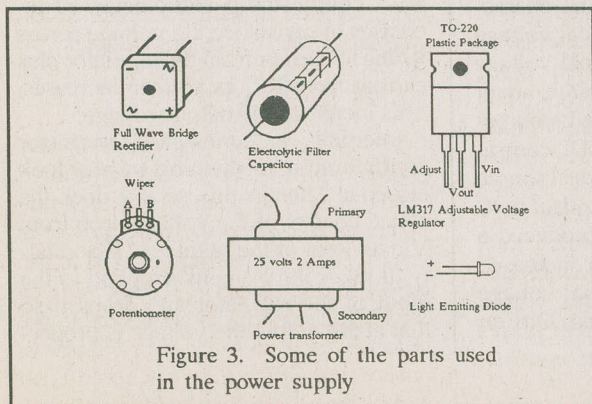 TO-220
Plastic Package
-
~
~
+
Full Wave Bridge
Rectifier
Electrolytic Filter
Capacitor
Adjust
Vin
Vout
LM317 Adjustable Voltage
Regulator
Wiper
A
B
Potentiometer
Primary
25 volts 2 Amps
Secondary
Power transformer
+
-
Light Emitting Diode
Figure 3. Some of the parts used
in the power supply